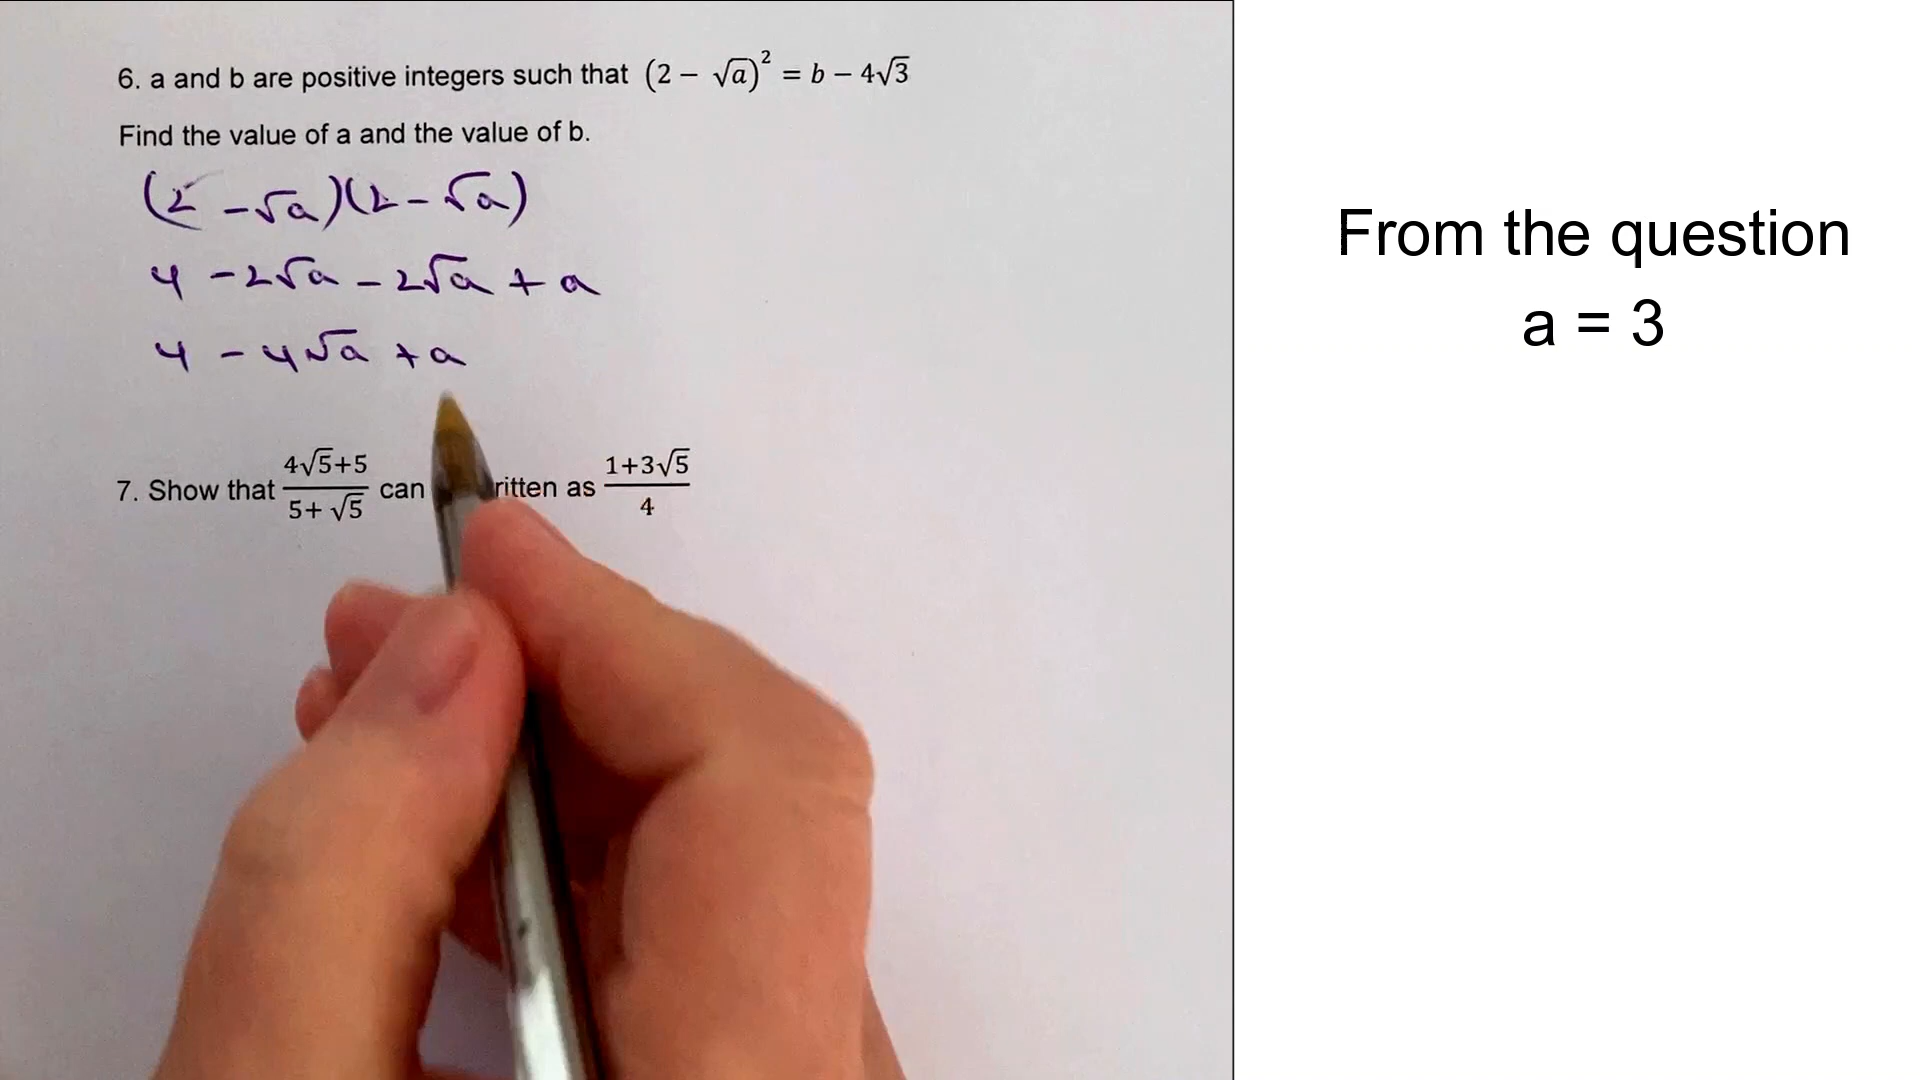 6. a and b are positive integers such that (2 − √a)² = b − 4√3
Find the value of a and the value of b.
(2 - √a)(2 - √a)
4 - 2√a - 2√a + a
4 - 4√a + a
7. Show that (4√5+5)/(5+ √5) can ritten as (1+3√5)/4
From the question
a = 3